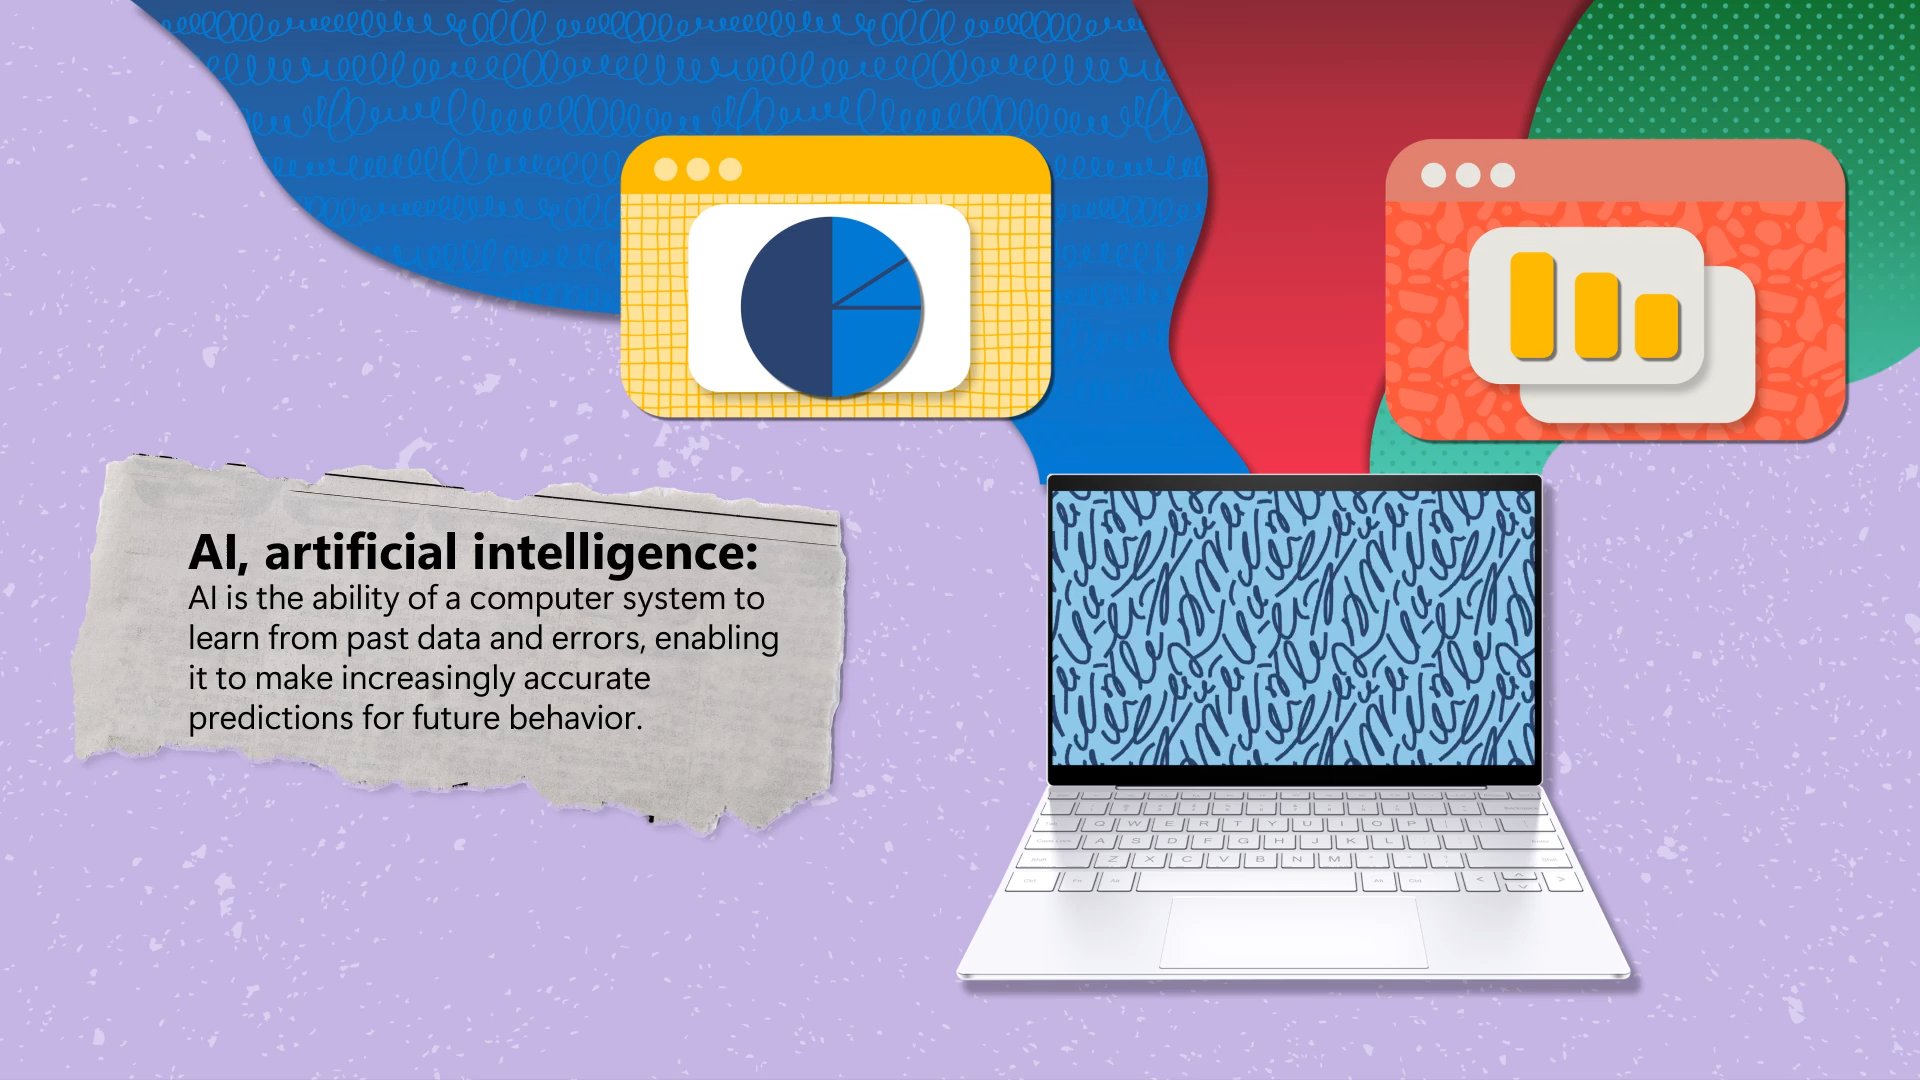 AI, artificial intelligence:
AI is the ability of a computer system to
learn from past data and errors, enabling
it to make increasingly accurate
predictions for future behavior.
Q W E R T Y U I O P
A S D F G H J K L
Z X C V B N M